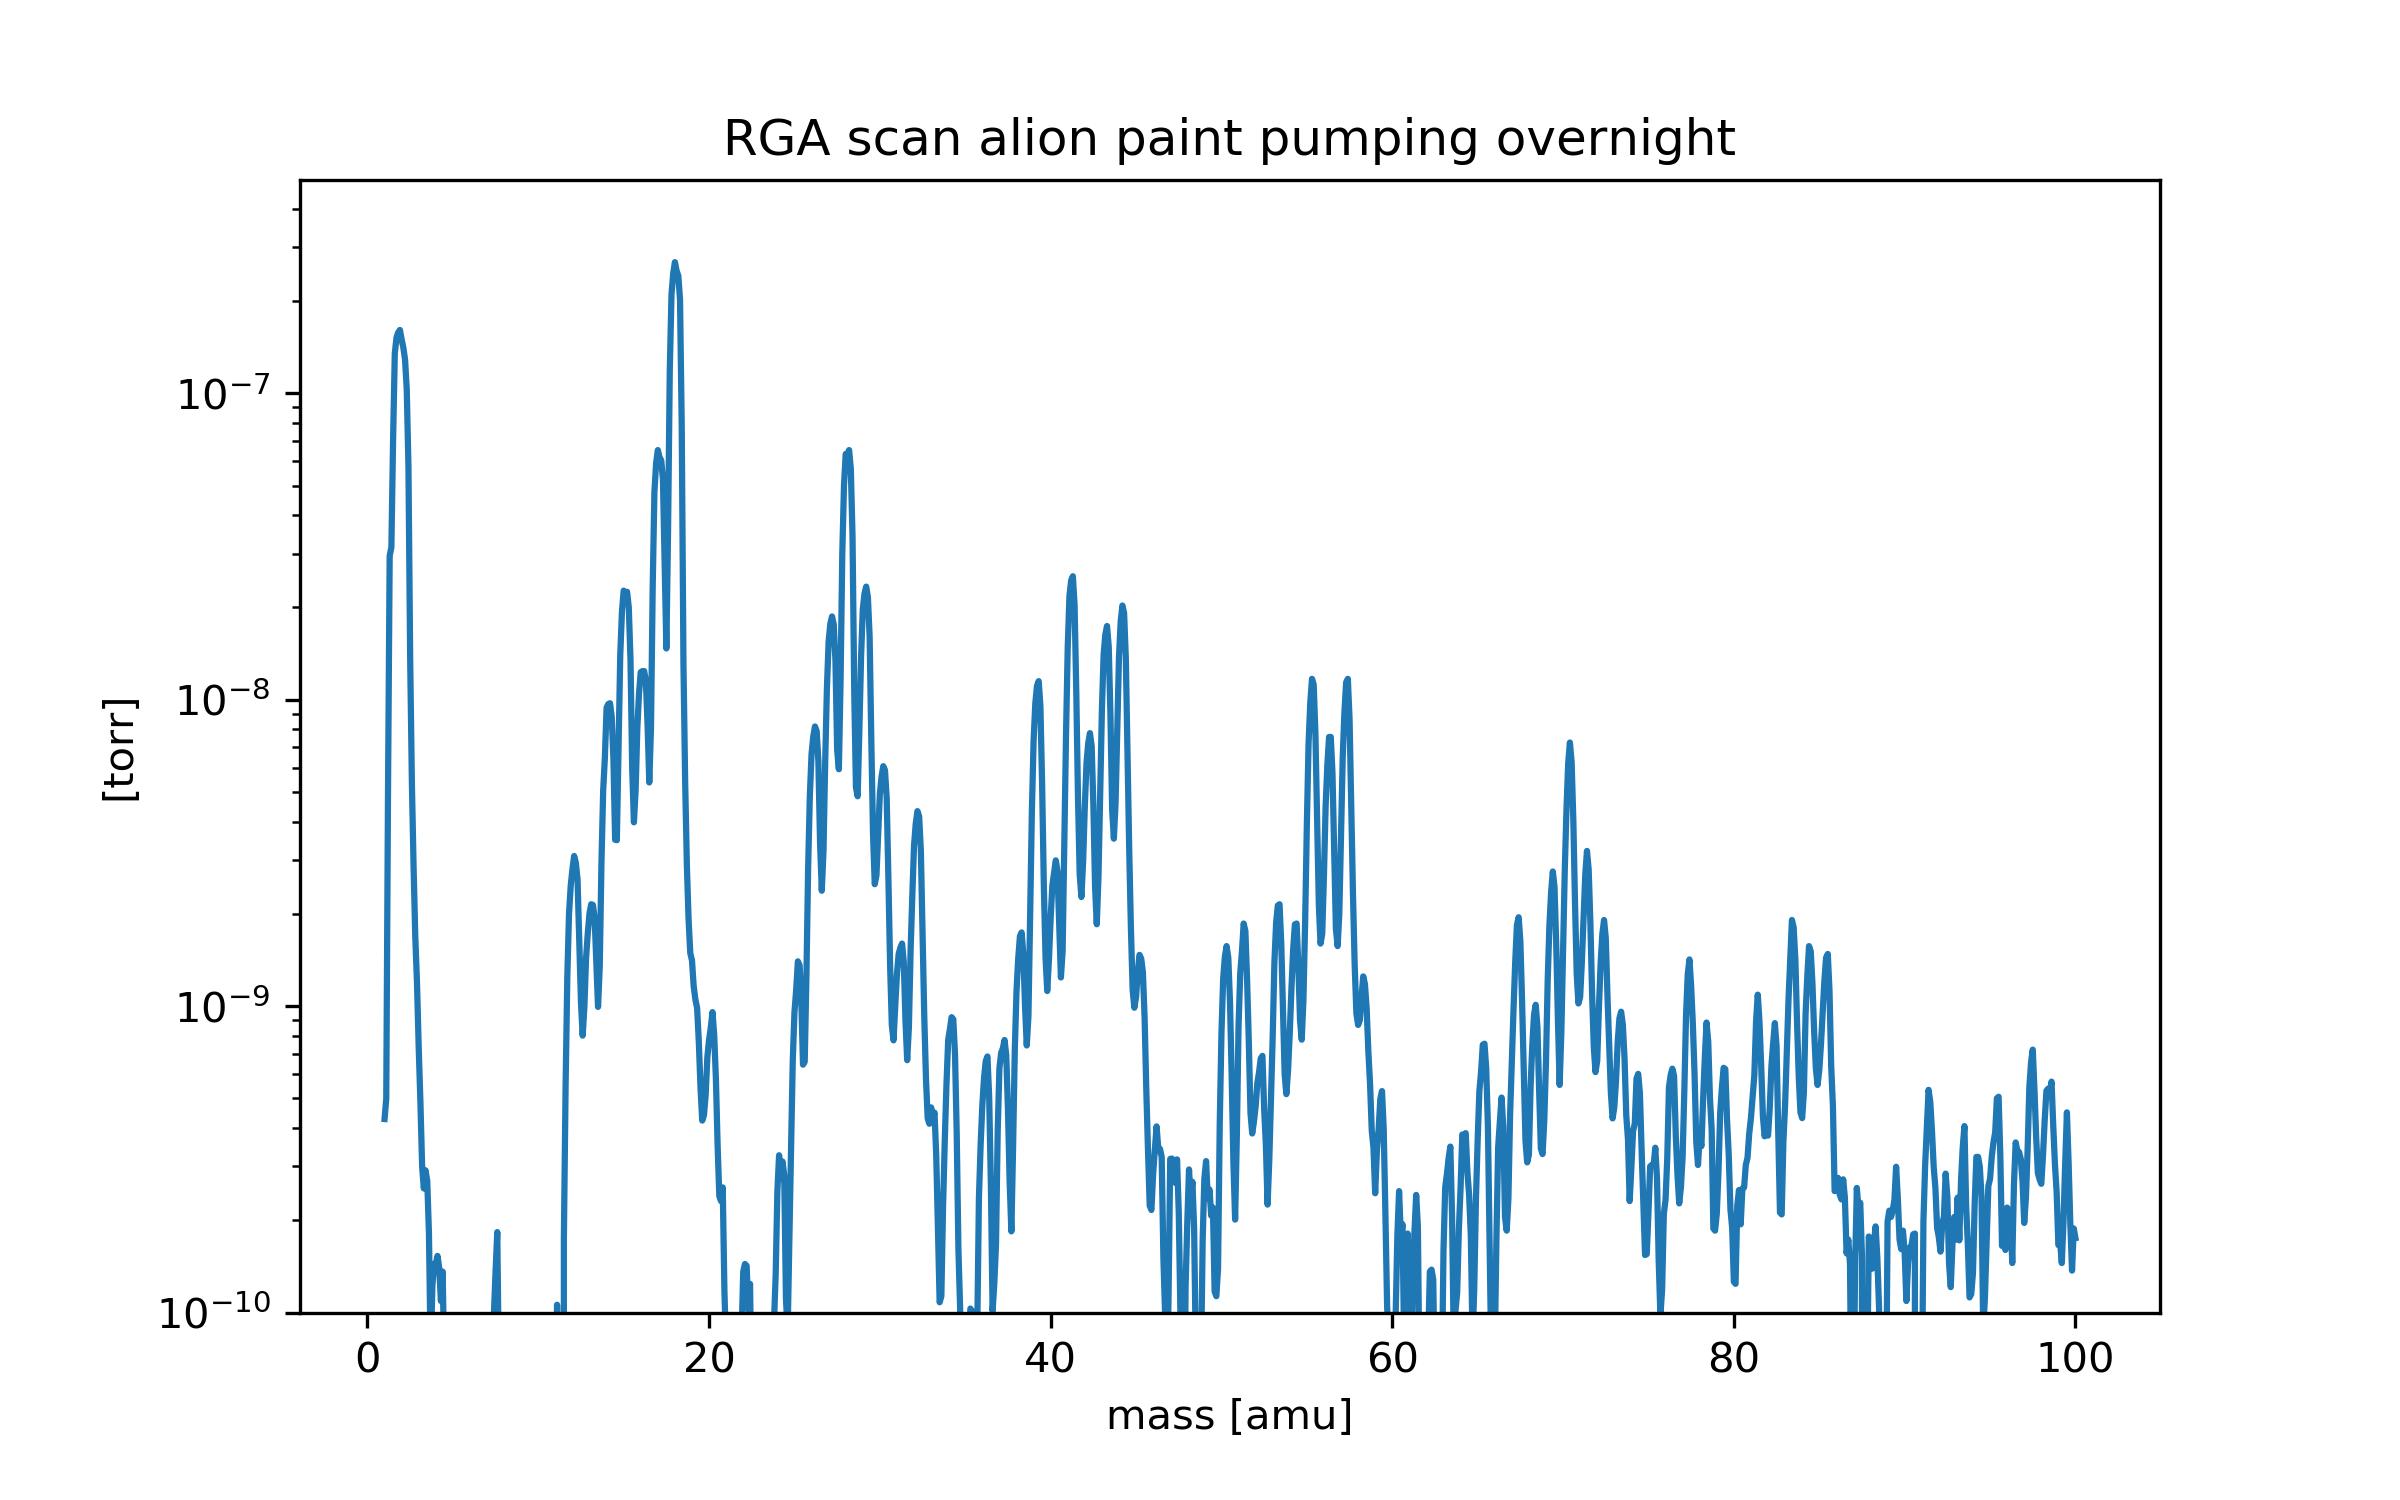 RGA scan alion paint pumping overnight
[torr]
10⁻⁷
10⁻⁸
10⁻⁹
10⁻¹⁰
0 20 40 60 80 100
mass [amu]